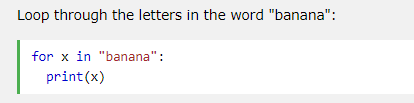 Loop through the letters in the word "banana":
for x in "banana":
  print(x)